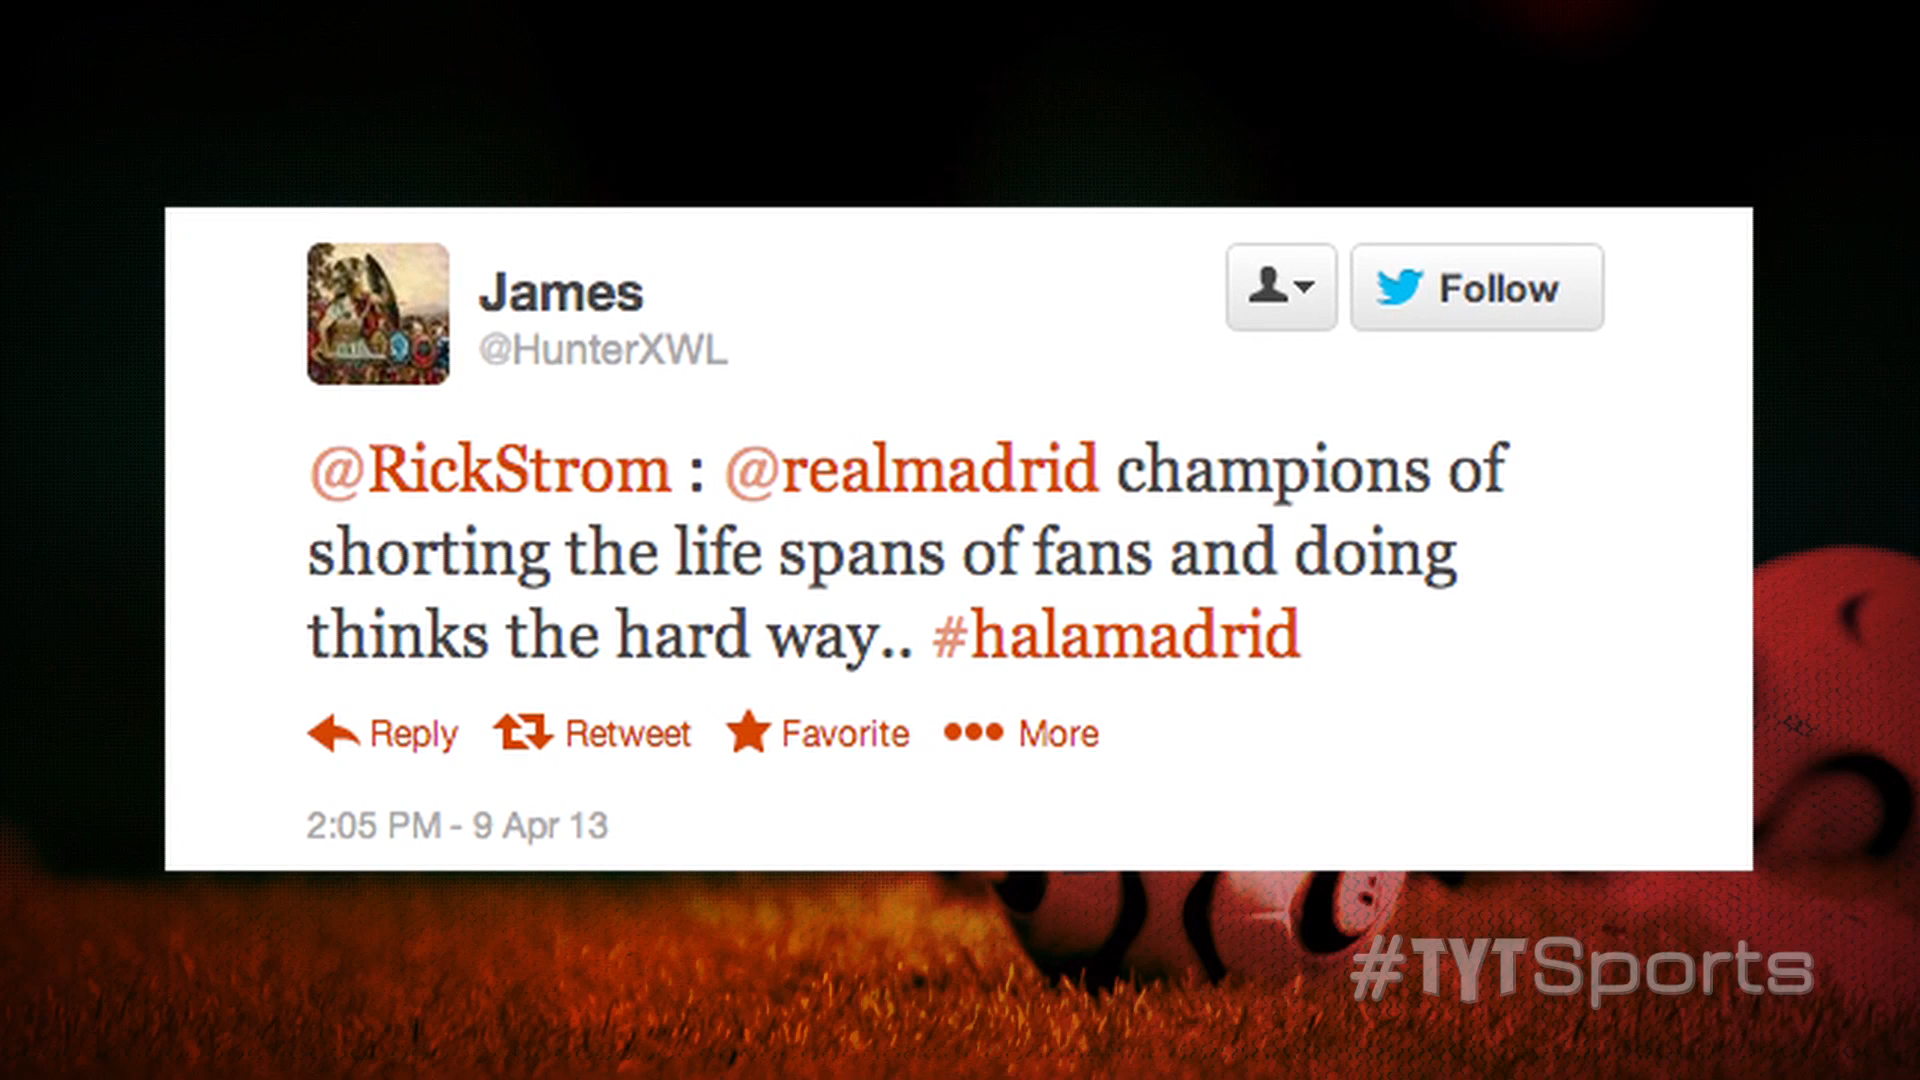 James
@HunterXWL
Follow
@RickStrom : @realmadrid champions of
shorting the life spans of fans and doing
thinks the hard way.. #halamadrid
Reply Retweet Favorite More
2:05 PM - 9 Apr 13
#TYTSports